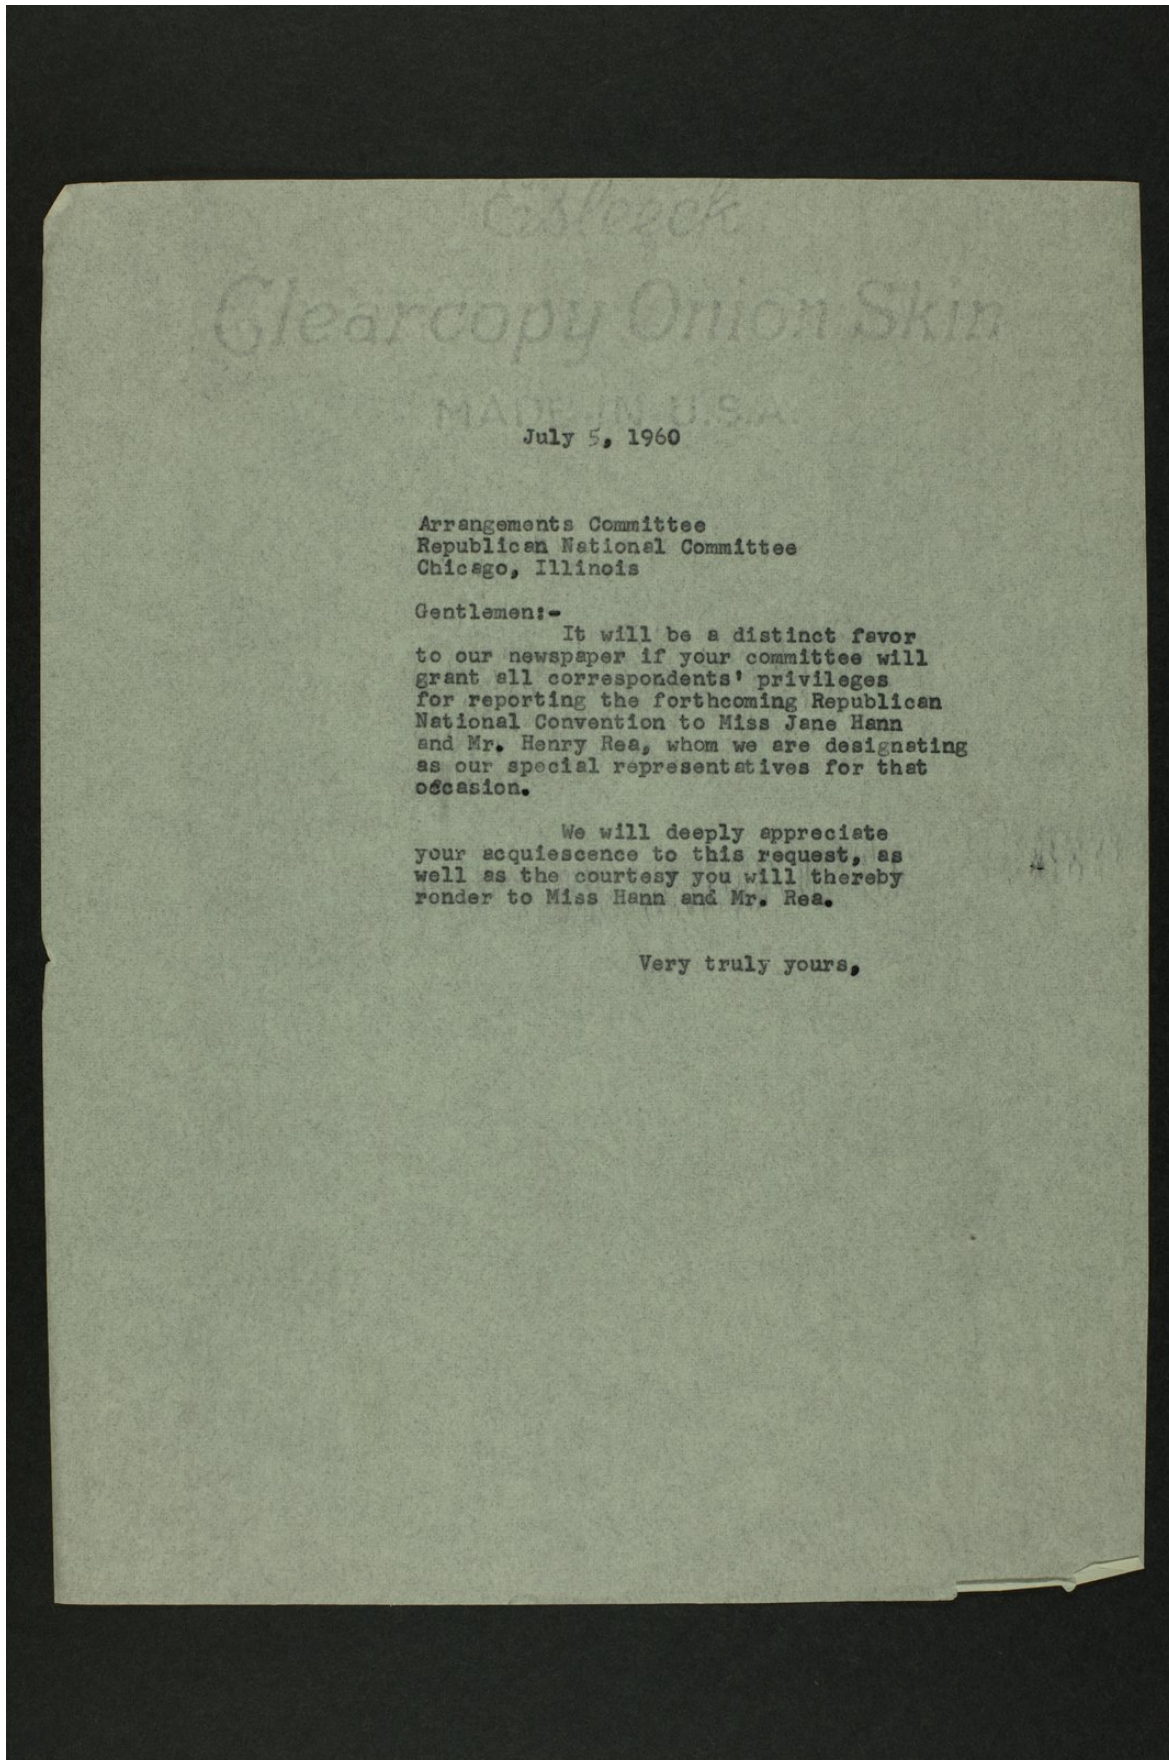 Eisleeck
Clearcopy Onion Skin
MADE IN U.S.A.
July 5, 1960
Arrangements Committee
Republican National Committee
Chicago, Illinois
Gentlemen:-
It will be a distinct favor
to our newspaper if your committee will
grant all correspondents' privileges
for reporting the forthcoming Republican
National Convention to Miss Jane Hann
and Mr. Henry Rea, whom we are designating
as our special representatives for that
occasion.
We will deeply appreciate
your acquiescence to this request, as
well as the courtesy you will thereby
render to Miss Hann and Mr. Rea.
Very truly yours,